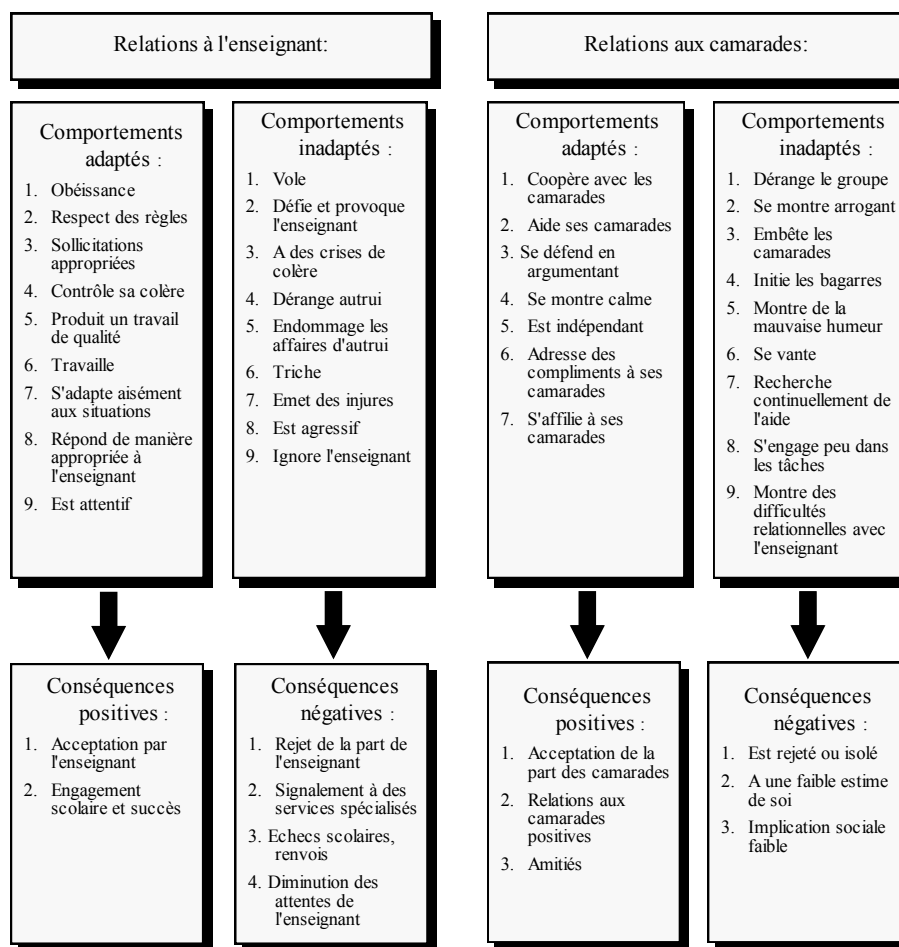 Relations à l'enseignant:
Comportements
adaptés :
1. Obéissance
2. Respect des règles
3. Sollicitations
appropriées
4. Contrôle sa colère
5. Produit un travail
de qualité
6. Travaille
7. S'adapte aisément
aux situations
8. Répond de manière
appropriée à
l'enseignant
9. Est attentif
Comportements
inadaptés :
1. Vole
2. Défie et provoque
l'enseignant
3. A des crises de
colère
4. Dérange autrui
5. Endommage les
affaires d'autrui
6. Triche
7. Emet des injures
8. Est agressif
9. Ignore l'enseignant
Conséquences
positives :
1. Acceptation par
l'enseignant
2. Engagement
scolaire et succès
Conséquences
négatives :
1. Rejet de la part de
l'enseignant
2. Signalement à des
services spécialisés
3. Echecs scolaires,
renvois
4. Diminution des
attentes de
l'enseignant
Relations aux camarades:
Comportements
adaptés :
1. Coopère avec les
camarades
2. Aide ses camarades
3. Se défend en
argumentant
4. Se montre calme
5. Est indépendant
6. Adresse des
compliments à ses
camarades
7. S'affilie à ses
camarades
Comportements
inadaptés :
1. Dérange le groupe
2. Se montre arrogant
3. Embête les
camarades
4. Initie les bagarres
5. Montre de la
mauvaise humeur
6. Se vante
7. Recherche
continuellement de
l'aide
8. S'engage peu dans
les tâches
9. Montre des
difficultés
relationnelles avec
l'enseignant
Conséquences
positives :
1. Acceptation de la
part des camarades
2. Relations aux
camarades
positives
3. Amitiés
Conséquences
négatives :
1. Est rejeté ou isolé
2. A une faible estime
de soi
3. Implication sociale
faible